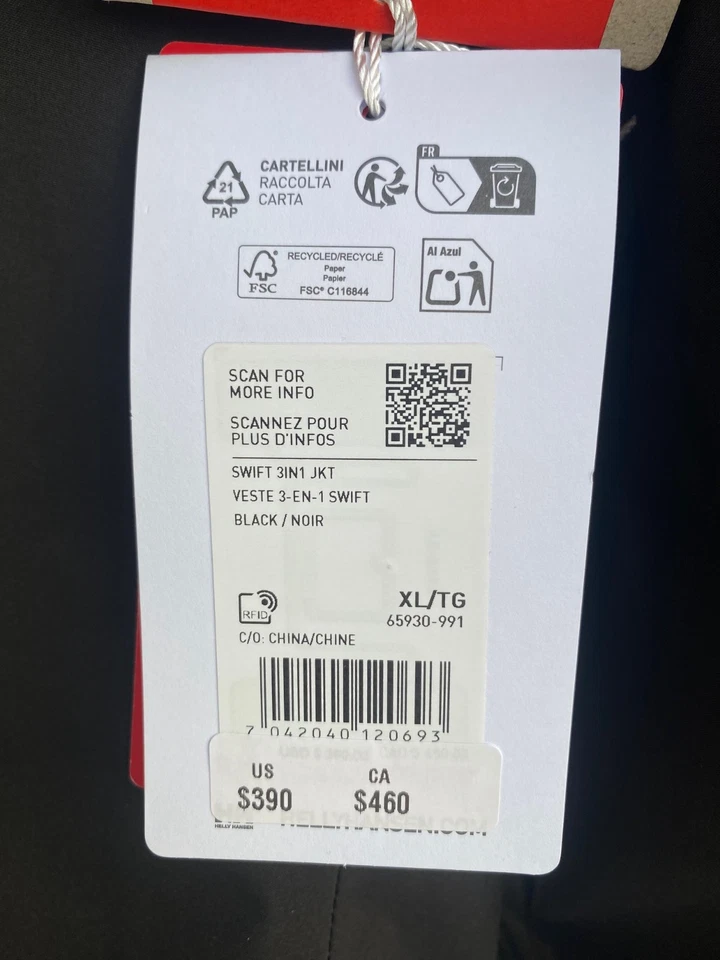 21
PAP
CARTELLINI
RACCOLTA
CARTA
FR
FSC
RECYCLED/RECYCLÉ
Paper
Papier
FSC® C116844
Al Azul
SCAN FOR
MORE INFO
SCANNEZ POUR
PLUS D'INFOS
SWIFT 3IN1 JKT
VESTE 3-EN-1 SWIFT
BLACK / NOIR
RFID
XL/TG
65930-991
C/O: CHINA/CHINE
7 042040 120693
US
$390
CA
$460
HELLY HANSEN
HELLYHANSEN.COM